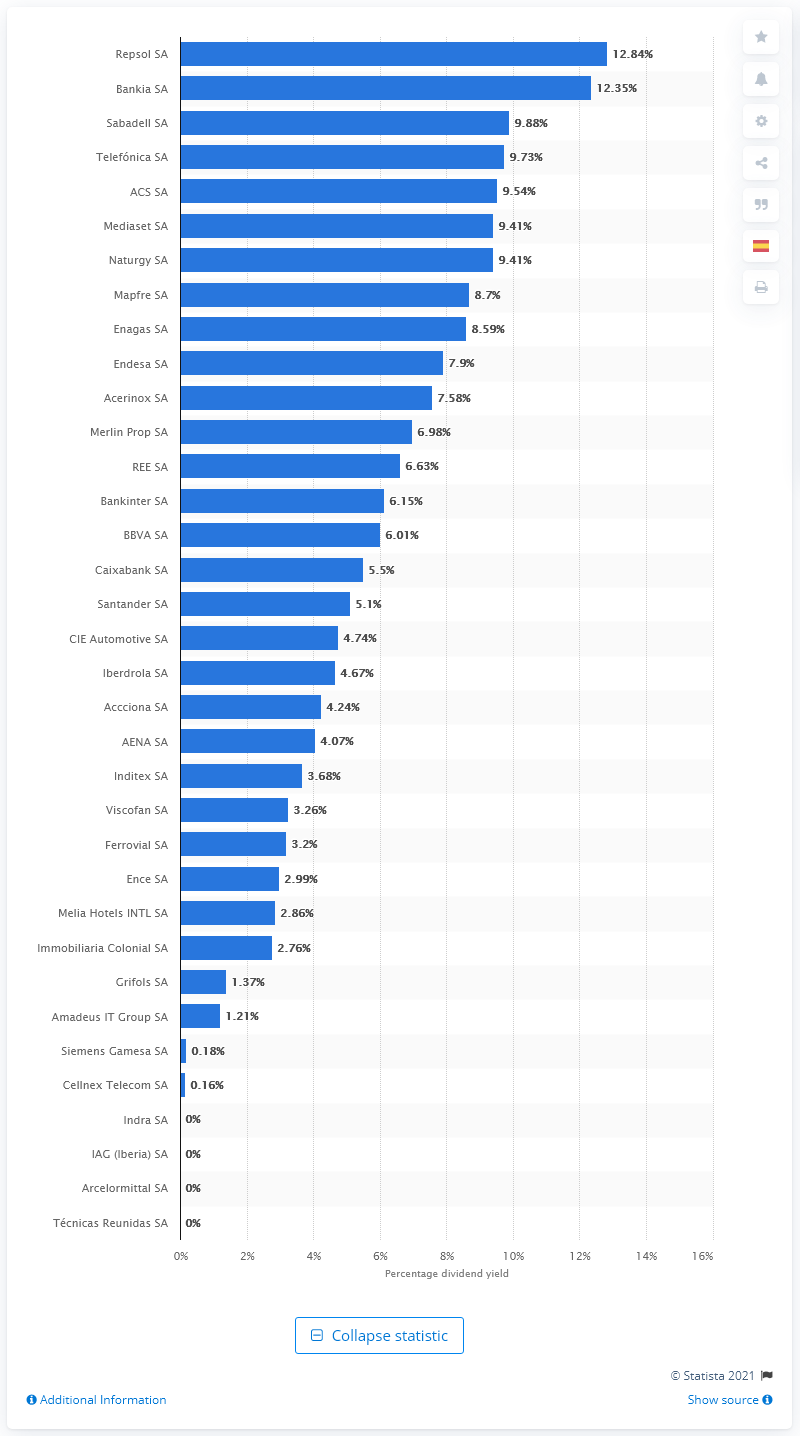 Repsol SA 12.84%
Bankia SA 12.35%
Sabadell SA 9.88%
Telefónica SA 9.73%
ACS SA 9.54%
Mediaset SA 9.41%
Naturgy SA 9.41%
Mapfre SA 8.7%
Enagas SA 8.59%
Endesa SA 7.9%
Acerinox SA 7.58%
Merlin Prop SA 6.98%
REE SA 6.63%
Bankinter SA 6.15%
BBVA SA 6.01%
Caixabank SA 5.5%
Santander SA 5.1%
CIE Automotive SA 4.74%
Iberdrola SA 4.67%
Accciona SA 4.24%
AENA SA 4.07%
Inditex SA 3.68%
Viscofan SA 3.26%
Ferrovial SA 3.2%
Ence SA 2.99%
Melia Hotels INTL SA 2.86%
Immobiliaria Colonial SA 2.76%
Grifols SA 1.37%
Amadeus IT Group SA 1.21%
Siemens Gamesa SA 0.18%
Cellnex Telecom SA 0.16%
Indra SA 0%
IAG (Iberia) SA 0%
Arcelormittal SA 0%
Técnicas Reunidas SA 0%
0% 2% 4% 6% 8% 10% 12% 14% 16%
Percentage dividend yield
Collapse statistic
© Statista 2021
Additional Information Show source